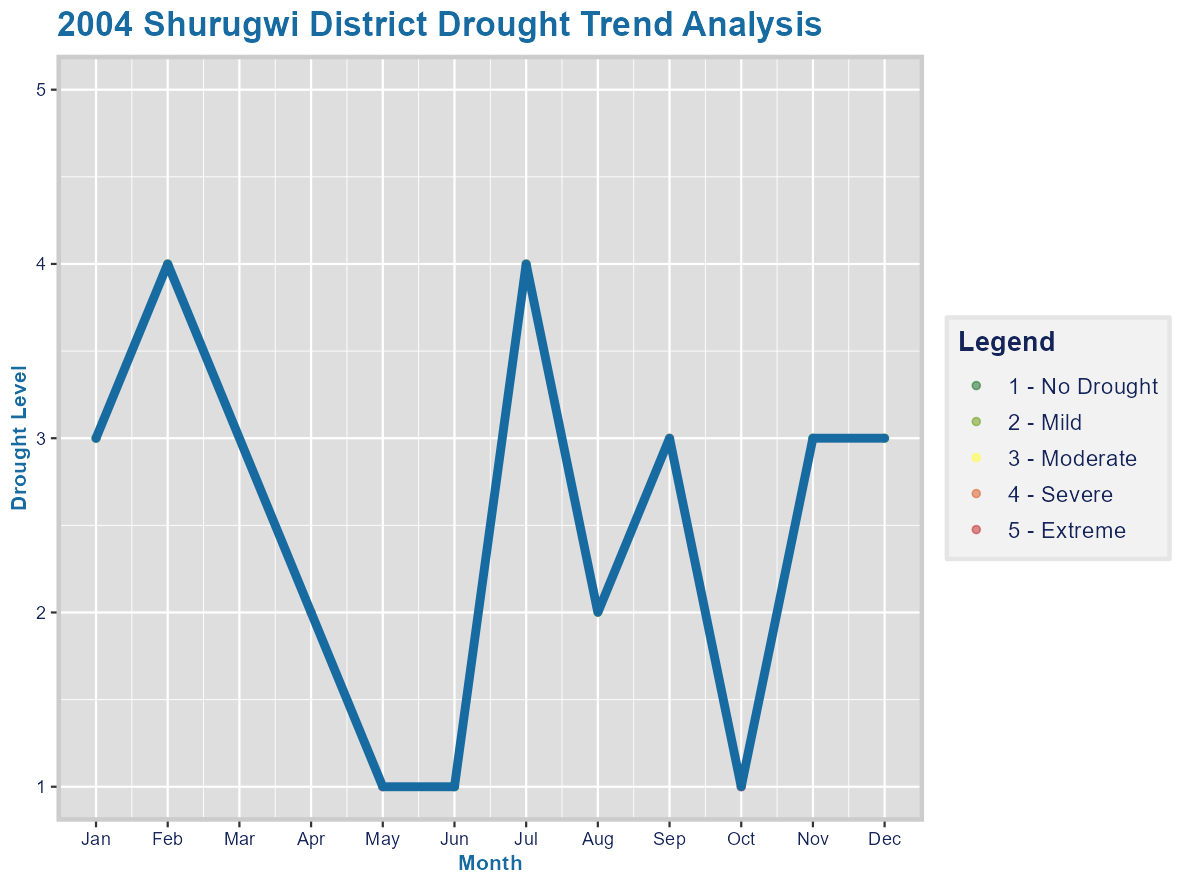 2004 Shurugwi District Drought Trend Analysis
Drought Level
5
4
3
2
1
Jan Feb Mar Apr May Jun Jul Aug Sep Oct Nov Dec
Month
Legend
1 - No Drought
2 - Mild
3 - Moderate
4 - Severe
5 - Extreme